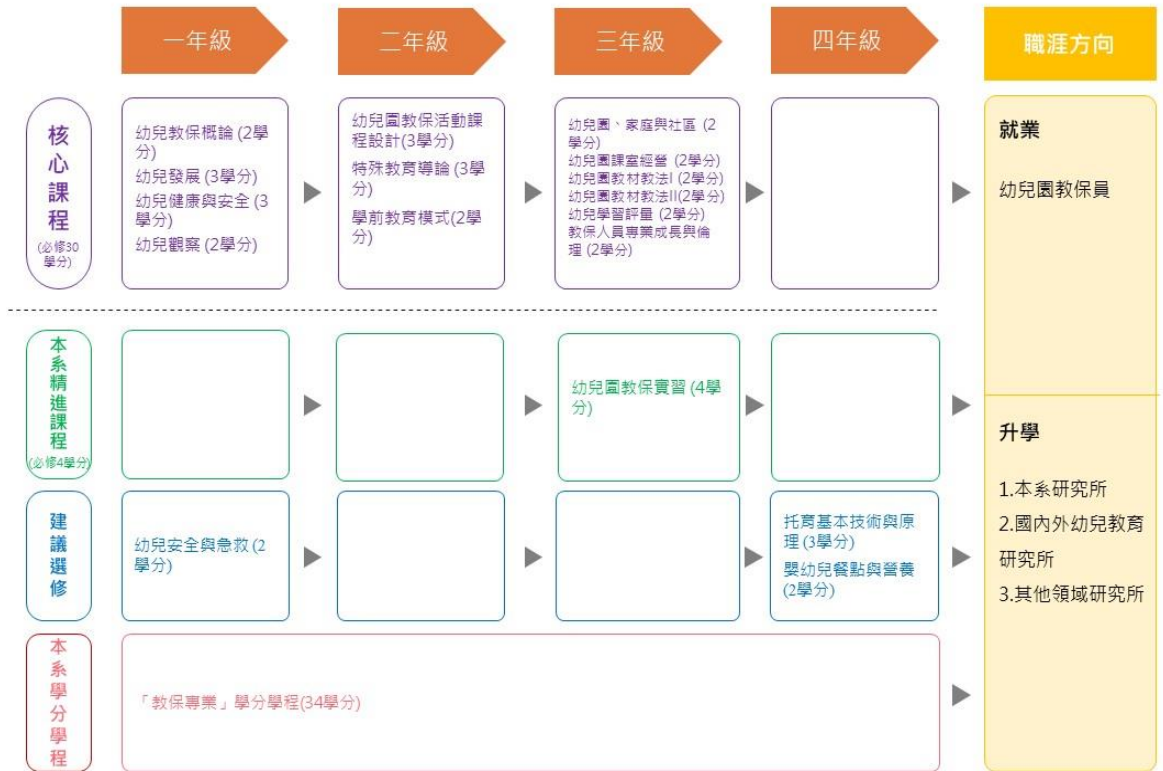 一年級
二年級
三年級
四年級
職涯方向
核
心
課
程
(必修30
學分)
幼兒教保概論 (2學
分)
幼兒發展 (3學分)
幼兒健康與安全 (3
學分)
幼兒觀察 (2學分)
幼兒園教保活動課
程設計(3學分)
特殊教育導論 (3學
分)
學前教育模式(2學
分)
幼兒園、家庭與社區 (2
學分)
幼兒園課室經營 (2學分)
幼兒園教材教法I (2學分)
幼兒園教材教法II(2學分)
幼兒學習評量 (2學分)
教保人員專業成長與倫
理 (2學分)
就業
幼兒園教保員
本
系
精
進
課
程
(必修4學分)
幼兒園教保實習 (4學
分)
建
議
選
修
幼兒安全與急救 (2
學分)
托育基本技術與原
理 (3學分)
嬰幼兒餐點與營養
(2學分)
升學
1.本系研究所
2.國內外幼兒教育
研究所
3.其他領域研究所
本
系
學
分
學
程
「教保專業」學分學程(34學分)